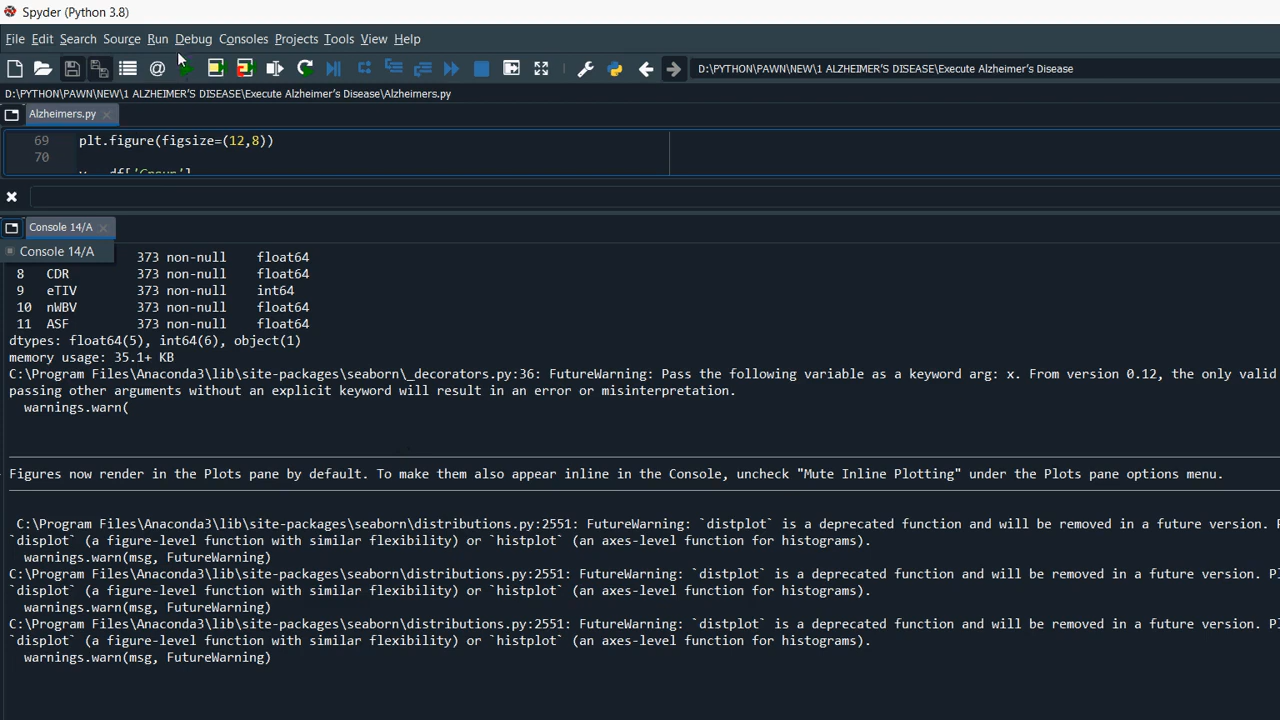 Spyder (Python 3.8)
File Edit Search Source Run Debug Consoles Projects Tools View Help
D:\PYTHON\PAWN\NEW\1 ALZHEIMER'S DISEASE\Execute Alzheimer's Disease
D:\PYTHON\PAWN\NEW\1 ALZHEIMER'S DISEASE\Execute Alzheimer's Disease\Alzheimers.py
Alzheimers.py
69 plt.figure(figsize=(12,8))
70
Console 14/A
Console 14/A
373 non-null float64
8 CDR 373 non-null float64
9 eTIV 373 non-null int64
10 nWBV 373 non-null float64
11 ASF 373 non-null float64
dtypes: float64(5), int64(6), object(1)
memory usage: 35.1+ KB
C:\Program Files\Anaconda3\lib\site-packages\seaborn\_decorators.py:36: FutureWarning: Pass the following variable as a keyword arg: x. From version 0.12, the only valid
passing other arguments without an explicit keyword will result in an error or misinterpretation.
warnings.warn(
Figures now render in the Plots pane by default. To make them also appear inline in the Console, uncheck "Mute Inline Plotting" under the Plots pane options menu.
C:\Program Files\Anaconda3\lib\site-packages\seaborn\distributions.py:2551: FutureWarning: `distplot` is a deprecated function and will be removed in a future version.
`displot` (a figure-level function with similar flexibility) or `histplot` (an axes-level function for histograms).
warnings.warn(msg, FutureWarning)
C:\Program Files\Anaconda3\lib\site-packages\seaborn\distributions.py:2551: FutureWarning: `distplot` is a deprecated function and will be removed in a future version. Pl
`displot` (a figure-level function with similar flexibility) or `histplot` (an axes-level function for histograms).
warnings.warn(msg, FutureWarning)
C:\Program Files\Anaconda3\lib\site-packages\seaborn\distributions.py:2551: FutureWarning: `distplot` is a deprecated function and will be removed in a future version. Pl
`displot` (a figure-level function with similar flexibility) or `histplot` (an axes-level function for histograms).
warnings.warn(msg, FutureWarning)